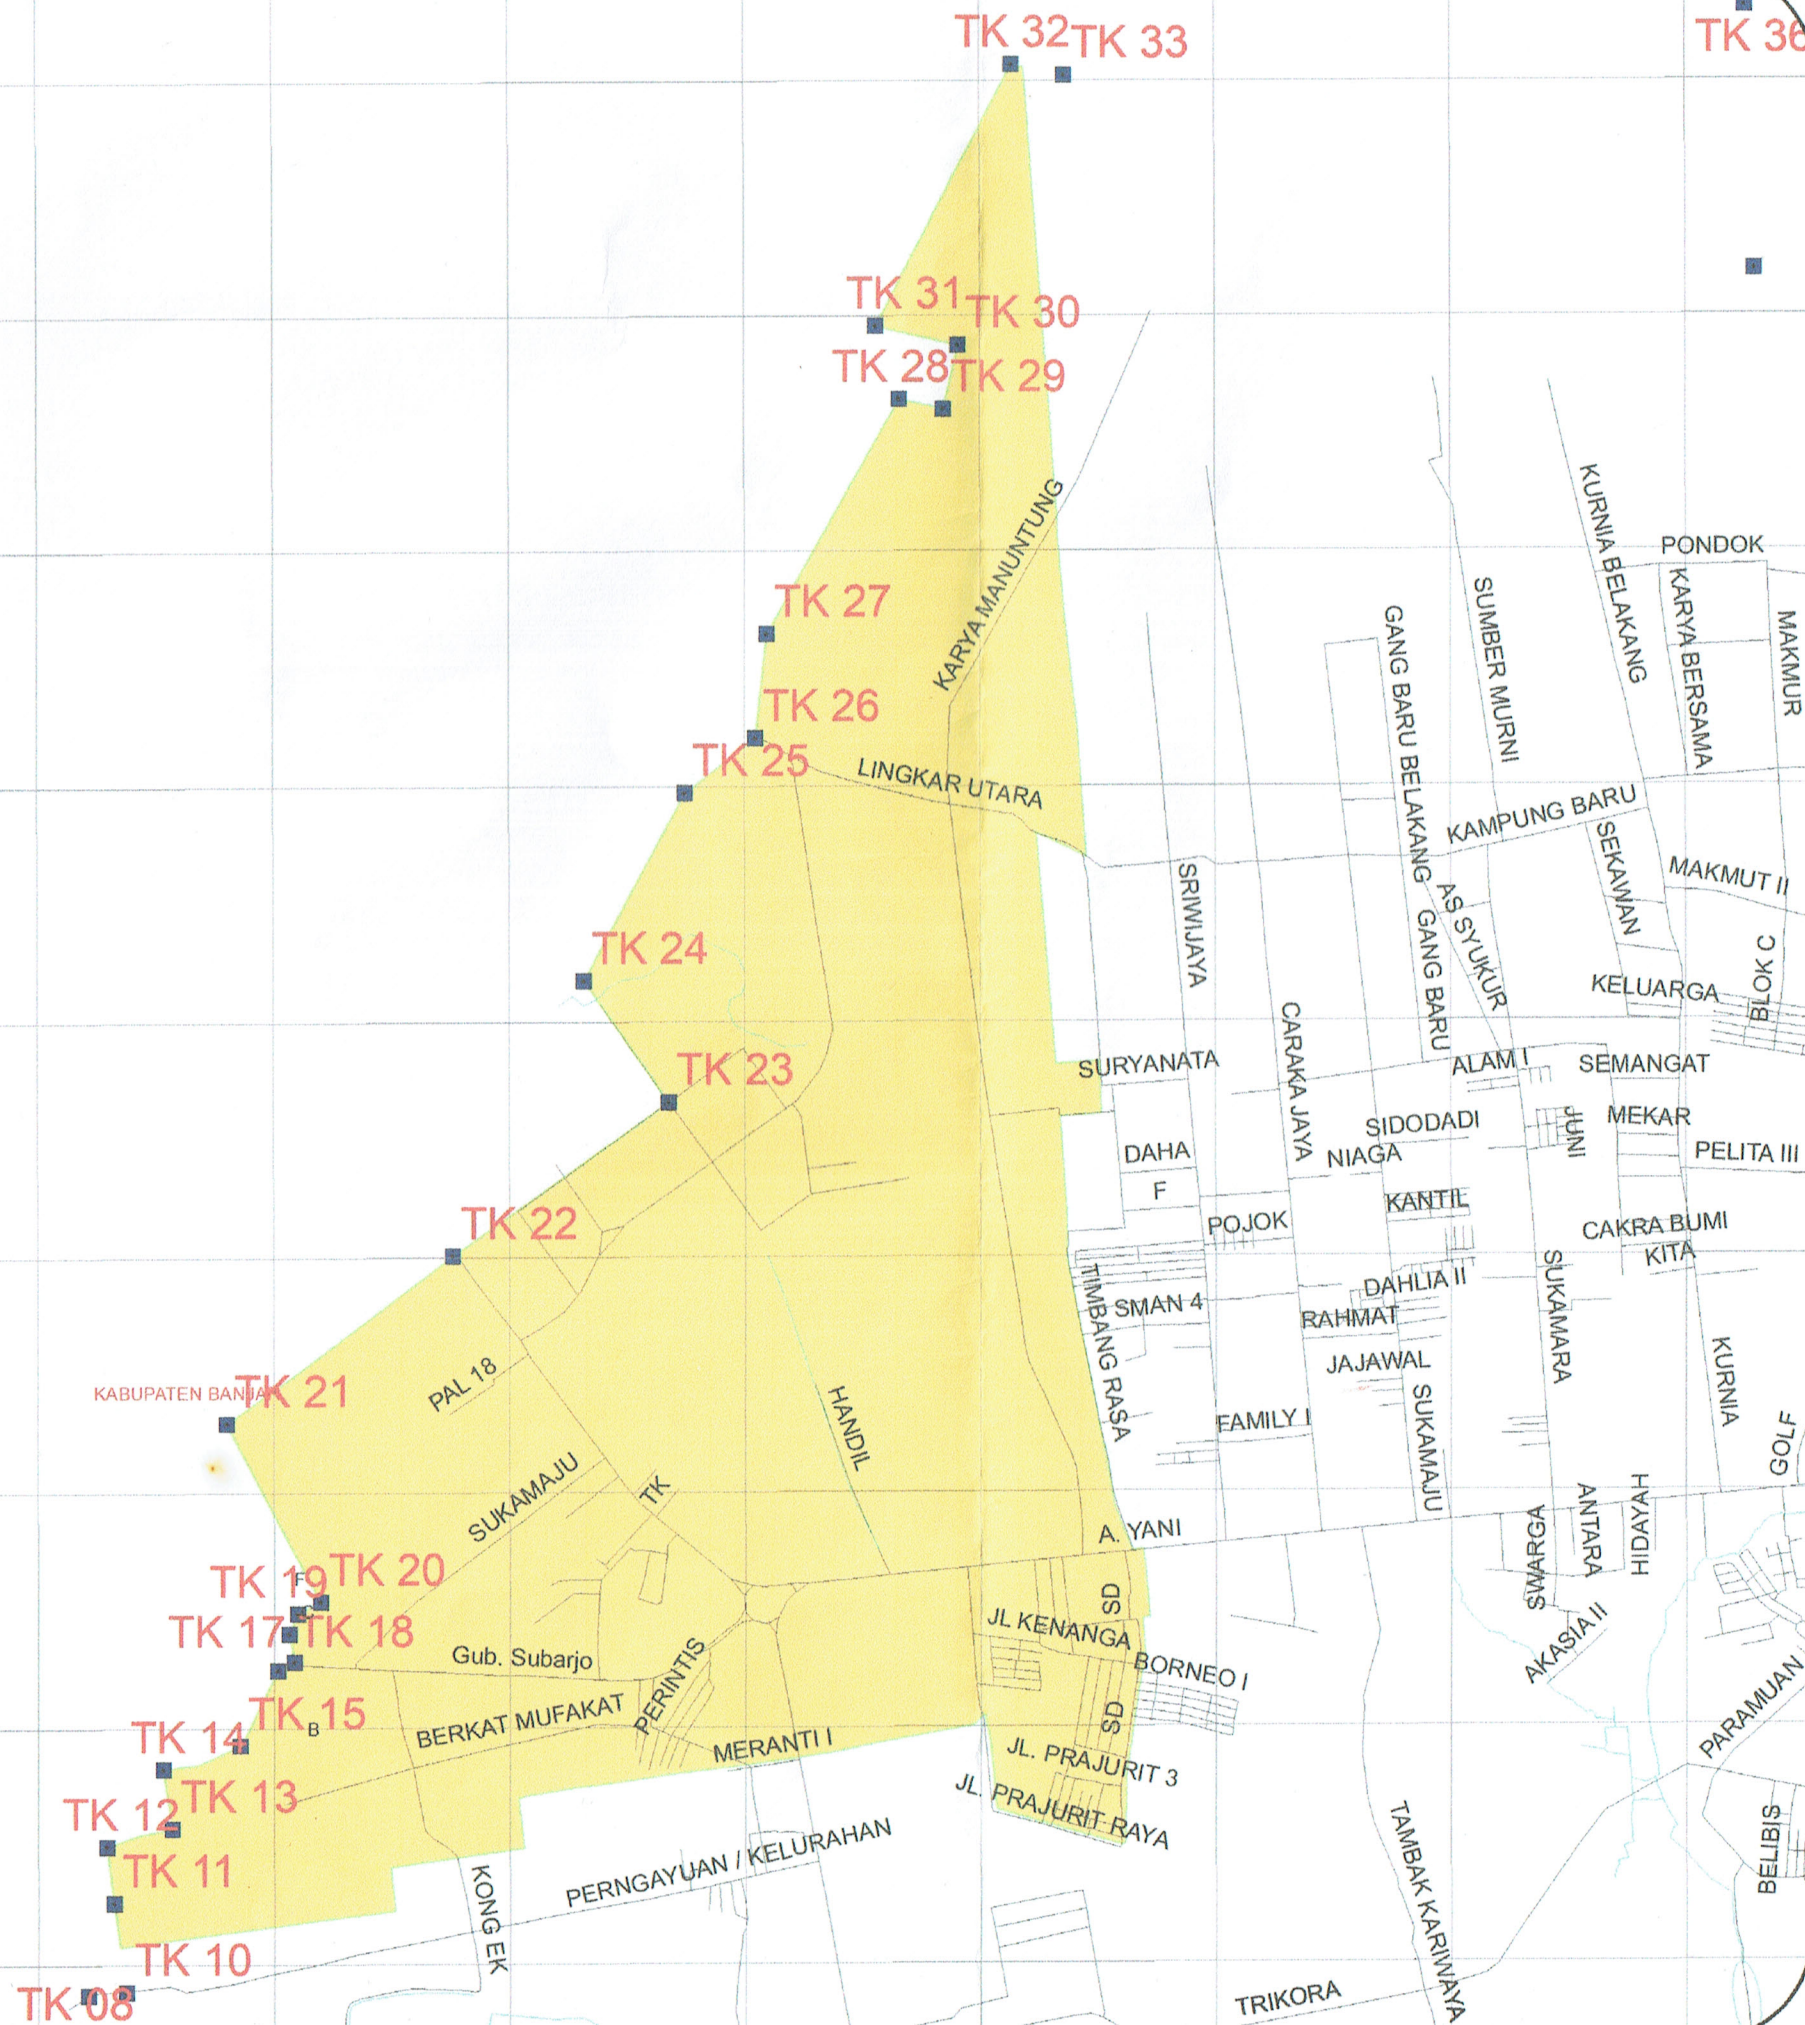 TK 32
TK 33
TK 36
TK 31
TK 30
TK 28
TK 29
KARYA MANUNTUNG
KURNIA BELAKANG
PONDOK
KARYA BERSAMA
MAKMUR
SUMBER MURNI
GANG BARU BELAKANG
TK 27
TK 26
TK 25
LINGKAR UTARA
KAMPUNG BARU
SEKAWAN
MAKMUT II
SRIWIJAYA
AS SYUKUR
GANG BARU
BLOK C
KELUARGA
TK 24
CARAKA JAYA
SURYANATA
ALAM I
SEMANGAT
TK 23
JUNI
MEKAR
SIDODADI
NIAGA
PELITA III
DAHA
F
KANTIL
POJOK
CAKRA BUMI
KITA
TK 22
TIMBANG RASA
SMAN 4
DAHLIA II
RAHMAT
SUKAMARA
JAJAWAL
KURNIA
PAL 18
KABUPATEN BANJAR
TK 21
HANDIL
SUKAMAJU
FAMILY I
GOLF
SUKAMAJU
TK
A. YANI
SIWARGA
ANTARA
HIDAYAH
TK 19
F
TK 20
TK 17
TK 18
SD
JL KENANGA
AKASIA II
Gub. Subarjo
PERINTIS
BORNEO I
PARAMUAN
TK 15
B
BERKAT MUFAKAT
SD
TK 14
MERANTI I
JL. PRAJURIT 3
TK 13
JL. PRAJURIT RAYA
TK 12
TAMBAK KARIWAYA
BELIBIS
TK 11
PERNGAYUAN / KELURAHAN
KONG EK
TK 10
TK 08
TRIKORA